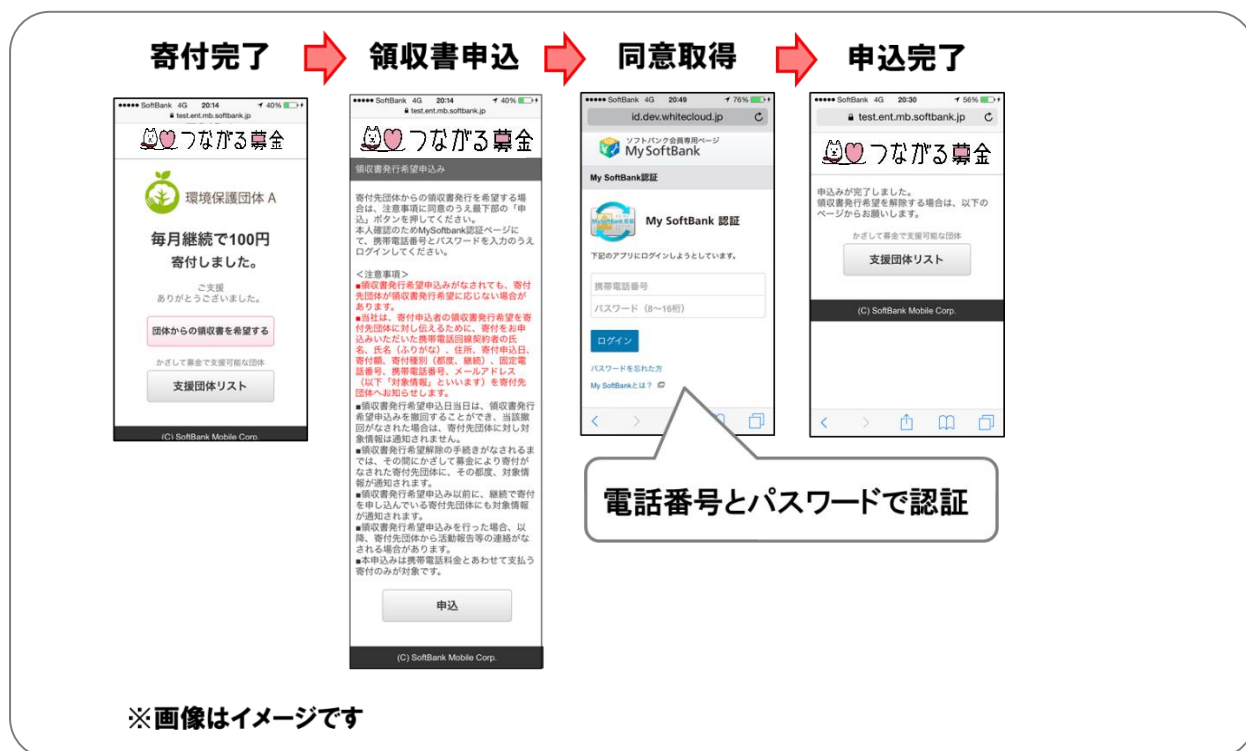 寄付完了
領収書申込
同意取得
申込完了
SoftBank 4G 20:14 40%
test.ent.mb.softbank.jp
つながる募金
環境保護団体 A
毎月継続で100円
寄付しました。
ご支援
ありがとうございました。
団体からの領収書を希望する
かざして募金で支援可能な団体
支援団体リスト
(C) SoftBank Mobile Corp.
SoftBank 4G 20:14 40%
test.ent.mb.softbank.jp
つながる募金
領収書発行希望申込み
寄付先団体からの領収書発行を希望する場
合は、注意事項に同意のうえ最下部の「申
込」ボタンを押してください。
本人確認のためMySoftbank認証ページに
て、携帯電話番号とパスワードを入力のうえ
ログインしてください。
＜注意事項＞
■領収書発行希望申込みがなされても、寄付
先団体が領収書発行希望に応じない場合が
あります。
■当社は、寄付申込者の領収書発行希望を寄
付先団体に対し伝えるために、寄付をお申
込みいただいた携帯電話回線契約者の氏
名、氏名（ふりがな）、住所、寄付申込日、
寄付額、寄付種別（都度、継続）、固定電
話番号、携帯電話番号、メールアドレス
（以下「対象情報」といいます）を寄付先
団体へお知らせします。
■領収書発行希望申込日当日は、領収書発行
希望申込みを撤回することができ、当該撤
回がなされた場合は、寄付先団体に対し対
象情報は通知されません。
■領収書発行希望解除の手続きがなされるま
では、その間にかざして募金により寄付が
なされた寄付先団体に、その都度、対象情
報が通知されます。
■領収書発行希望申込み以前に、継続で寄付
を申し込んでいる寄付先団体にも対象情報
が通知されます。
■領収書発行希望申込みを行った場合、以
降、寄付先団体から活動報告等の連絡がな
される場合があります。
■本申込みは携帯電話料金とあわせて支払う
寄付のみが対象です。
申込
(C) SoftBank Mobile Corp.
SoftBank 4G 20:49 76%
id.dev.whitecloud.jp
ソフトバンク会員専用ページ
My SoftBank
My SoftBank認証
My SoftBank 認証
下記のアプリにログインしようとしています。
携帯電話番号
パスワード（8～16桁）
ログイン
パスワードを忘れた方
My SoftBankとは？
電話番号とパスワードで認証
SoftBank 4G 20:30 56%
test.ent.mb.softbank.jp
つながる募金
申込みが完了しました。
領収書発行希望を解除する場合は、以下の
ページからお願いします。
かざして募金で支援可能な団体
支援団体リスト
(C) SoftBank Mobile Corp.
※画像はイメージです